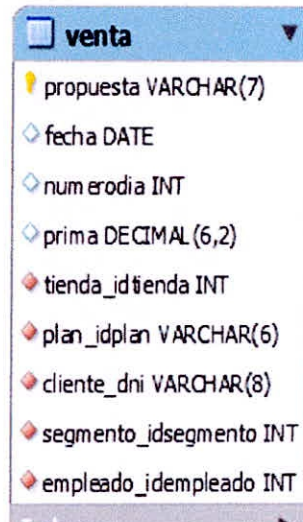 venta
propuesta VARCHAR(7)
fecha DATE
numerodia INT
prima DECIMAL(6,2)
tienda_idtienda INT
plan_idplan VARCHAR(6)
cliente_dni VARCHAR(8)
segmento_idsegmento INT
empleado_idempleado INT